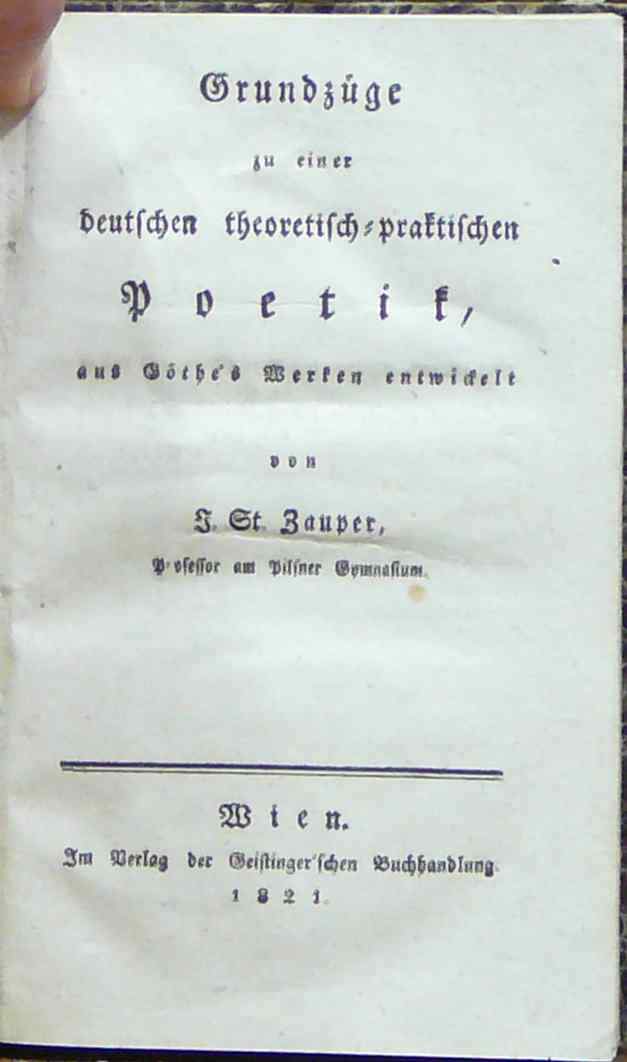 Grundzüge
zu einer
deutschen theoretisch-praktischen
Poetik,
aus Göthe's Werken entwickelt
von
J. St. Zauper,
Professor am Pilsner Gymnasium.
Wien.
Im Verlag der Geistinger'schen Buchhandlung.
1821.